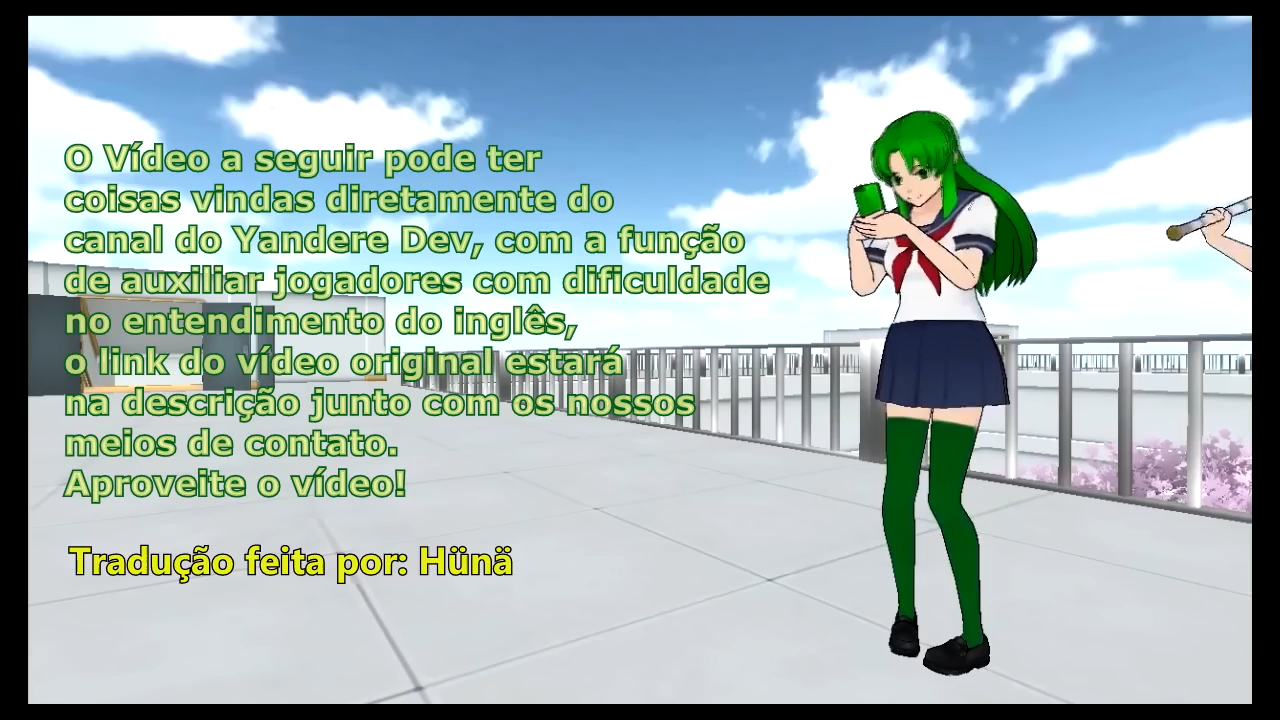 O Vídeo a seguir pode ter
coisas vindas diretamente do
canal do Yandere Dev, com a função
de auxiliar jogadores com dificuldade
no entendimento do inglês,
o link do vídeo original estará
na descrição junto com os nossos
meios de contato.
Aproveite o vídeo!
Tradução feita por: Hünä